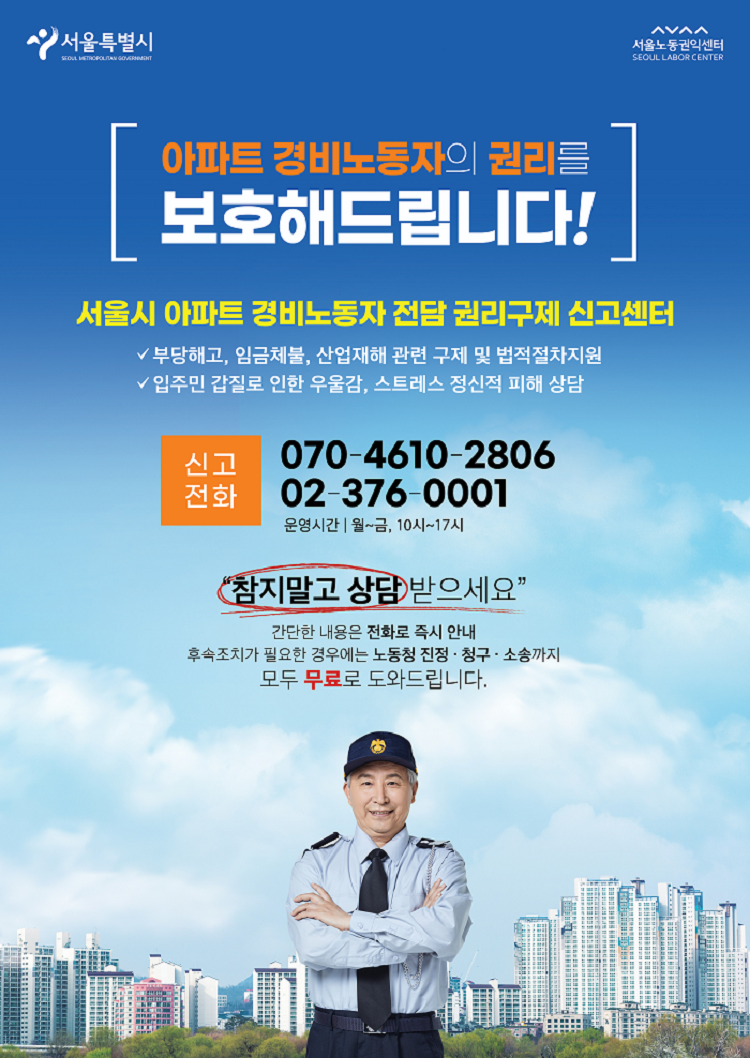 서울특별시
SEOUL METROPOLITAN GOVERNMENT
서울노동권익센터
SEOUL LABOR CENTER
아파트 경비노동자의 권리를
보호해드립니다!
서울시 아파트 경비노동자 전담 권리구제 신고센터
✓부당해고, 임금체불, 산업재해 관련 구제 및 법적절차지원
✓입주민 갑질로 인한 우울감, 스트레스 정신적 피해 상담
신고
전화
070-4610-2806
02-376-0001
운영시간 | 월~금, 10시~17시
“참지말고 상담 받으세요”
간단한 내용은 전화로 즉시 안내
후속조치가 필요한 경우에는 노동청 진정 · 청구 · 소송까지
모두 무료로 도와드립니다.